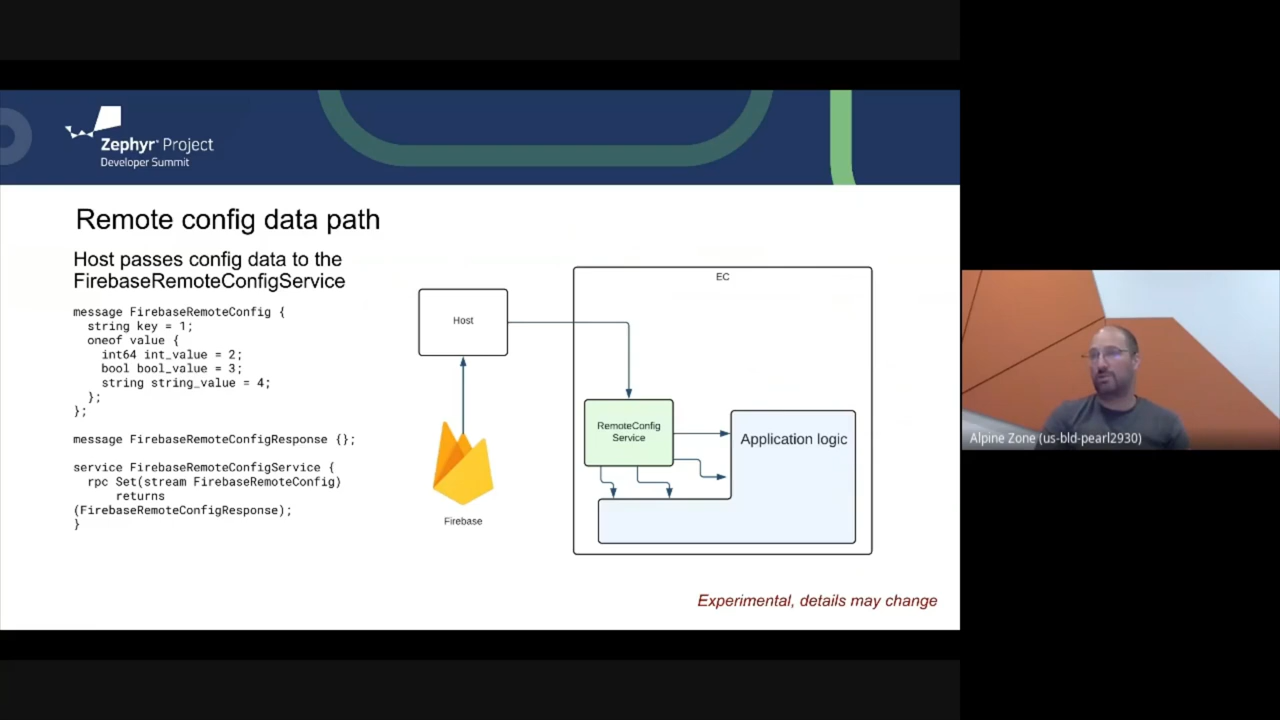 Zephyr® Project
Developer Summit
Remote config data path
Host passes config data to the
FirebaseRemoteConfigService
message FirebaseRemoteConfig {
  string key = 1;
  oneof value {
    int64 int_value = 2;
    bool bool_value = 3;
    string string_value = 4;
  };
};
message FirebaseRemoteConfigResponse {};
service FirebaseRemoteConfigService {
  rpc Set(stream FirebaseRemoteConfig)
      returns
(FirebaseRemoteConfigResponse);
}
EC
Host
RemoteConfig
Service
Application logic
Firebase
Experimental, details may change
Alpine Zone (us-bld-pearl2930)